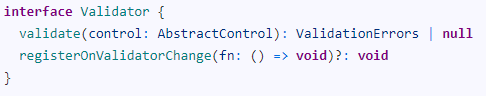 interface Validator {
  validate(control: AbstractControl): ValidationErrors | null
  registerOnValidatorChange(fn: () => void)?: void
}